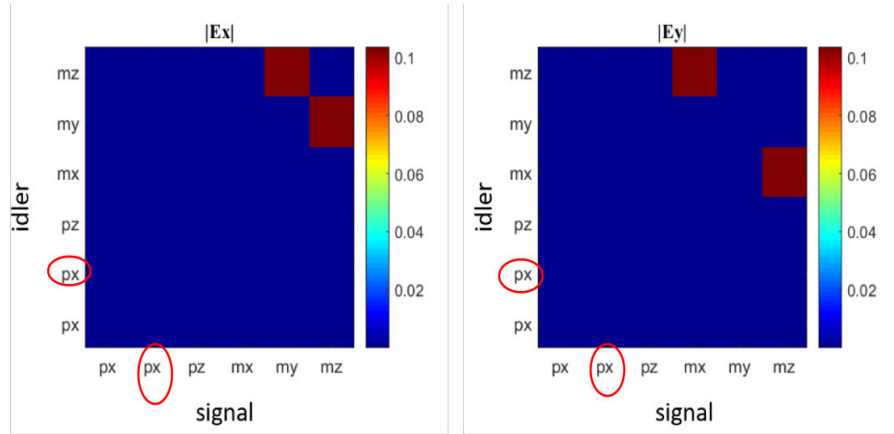 |Ex|
mz
my
mx
pz
px
px
idler
px px pz mx my mz
signal
0.1
0.08
0.06
0.04
0.02
|Ey|
mz
my
mx
pz
px
px
idler
px px pz mx my mz
signal
0.1
0.08
0.06
0.04
0.02